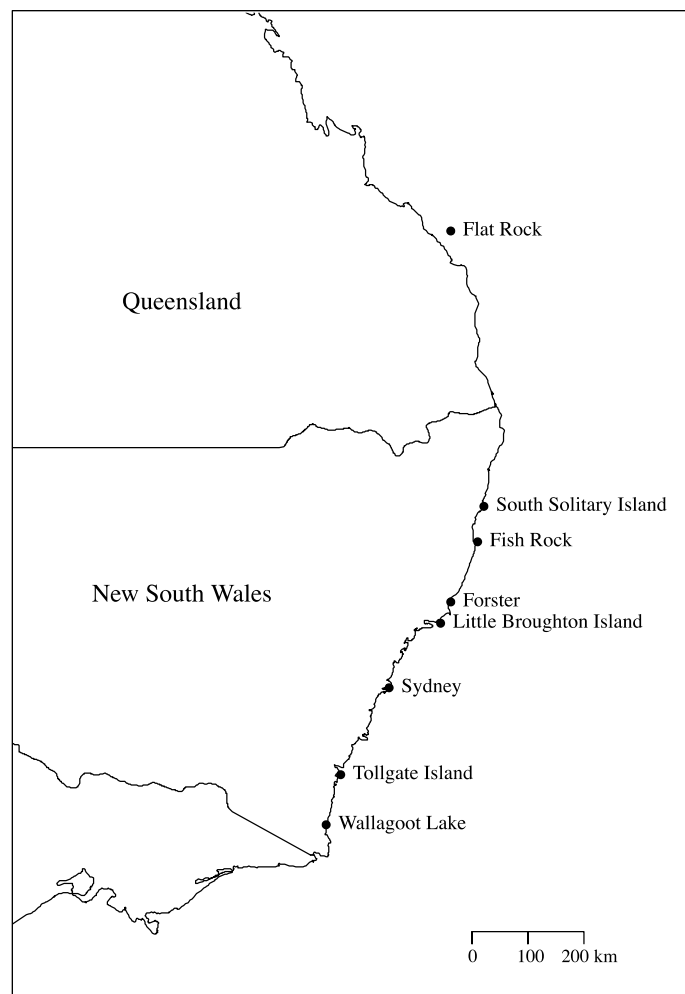 Flat Rock
Queensland
South Solitary Island
Fish Rock
New South Wales
Forster
Little Broughton Island
Sydney
Tollgate Island
Wallagoot Lake
0 100 200 km